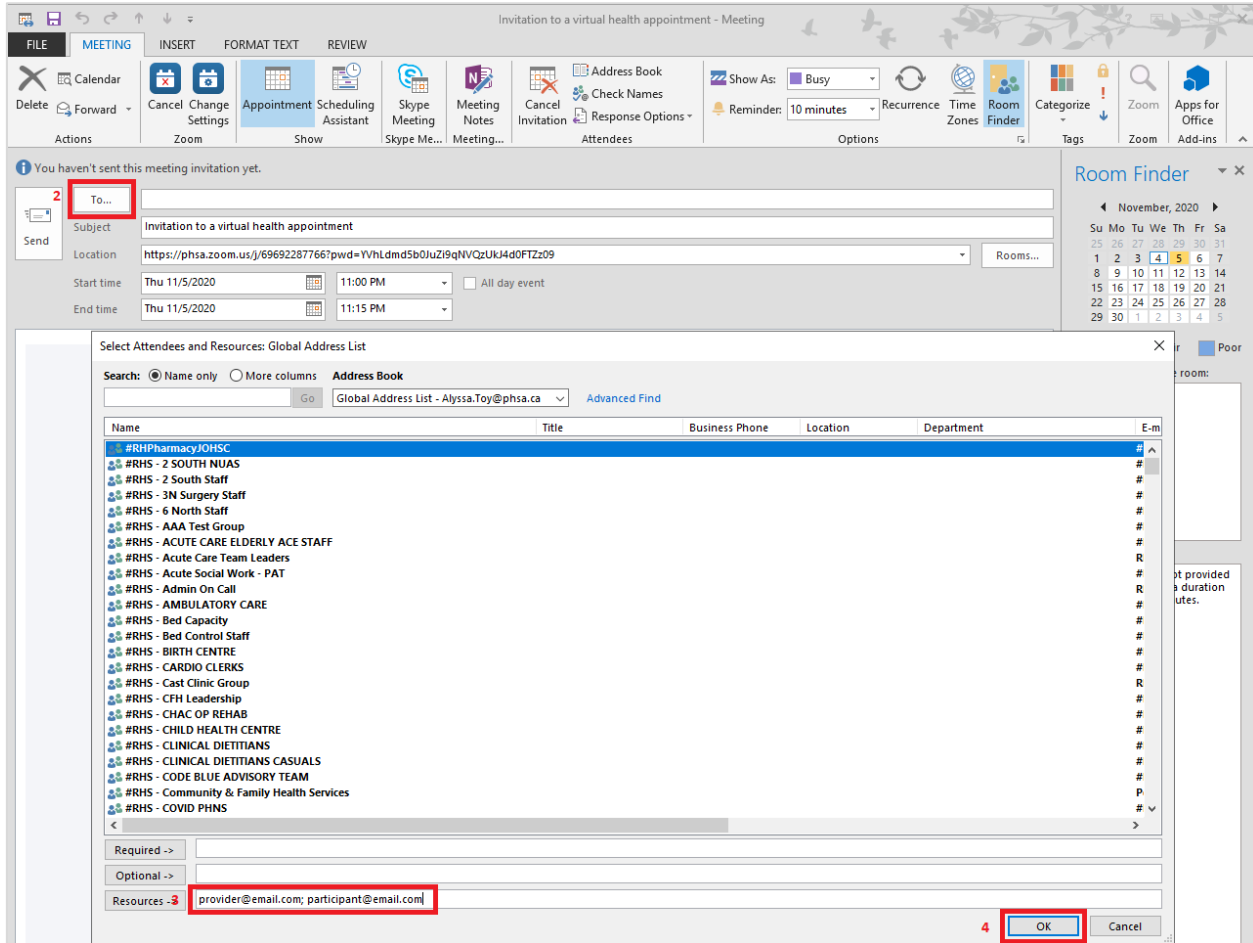 Invitation to a virtual health appointment - Meeting
FILE MEETING INSERT FORMAT TEXT REVIEW
Delete
Calendar
Forward
Actions
Cancel
Change Settings
Zoom
Appointment
Scheduling Assistant
Show
Skype Meeting
Skype Me...
Meeting Notes
Meeting...
Cancel Invitation
Address Book
Check Names
Response Options
Attendees
Show As: Busy
Reminder: 10 minutes
Recurrence
Time Zones
Room Finder
Options
Categorize
Tags
Zoom
Zoom
Apps for Office
Add-ins
You haven't sent this meeting invitation yet.
2
To...
Send
Subject Invitation to a virtual health appointment
Location https://phsa.zoom.us/j/69692287766?pwd=YVhLdmd5b0JuZi9qNVQzUkJ4d0FTZz09 Rooms...
Start time Thu 11/5/2020 11:00 PM All day event
End time Thu 11/5/2020 11:15 PM
Room Finder
November, 2020
Su Mo Tu We Th Fr Sa
25 26 27 28 29 30 31
1 2 3 4 5 6 7
8 9 10 11 12 13 14
15 16 17 18 19 20 21
22 23 24 25 26 27 28
29 30 1 2 3 4 5
Poor
room:
provided
a duration
Select Attendees and Resources: Global Address List
Search: Name only More columns Address Book
Go Global Address List - Alyssa.Toy@phsa.ca Advanced Find
Name Title Business Phone Location Department E-m
#RHPharmacyJOHSC #
#RHS - 2 SOUTH NUAS #
#RHS - 2 South Staff #
#RHS - 3N Surgery Staff #
#RHS - 6 North Staff #
#RHS - AAA Test Group #
#RHS - ACUTE CARE ELDERLY ACE STAFF #
#RHS - Acute Care Team Leaders R
#RHS - Acute Social Work - PAT #
#RHS - Admin On Call R
#RHS - AMBULATORY CARE #
#RHS - Bed Capacity #
#RHS - Bed Control Staff #
#RHS - BIRTH CENTRE #
#RHS - CARDIO CLERKS #
#RHS - Cast Clinic Group R
#RHS - CFH Leadership #
#RHS - CHAC OP REHAB #
#RHS - CHILD HEALTH CENTRE #
#RHS - CLINICAL DIETITIANS #
#RHS - CLINICAL DIETITIANS CASUALS #
#RHS - CODE BLUE ADVISORY TEAM #
#RHS - Community & Family Health Services P
#RHS - COVID PHNS #
Required ->
Optional ->
Resources -> 3 provider@email.com; participant@email.com
4 OK Cancel